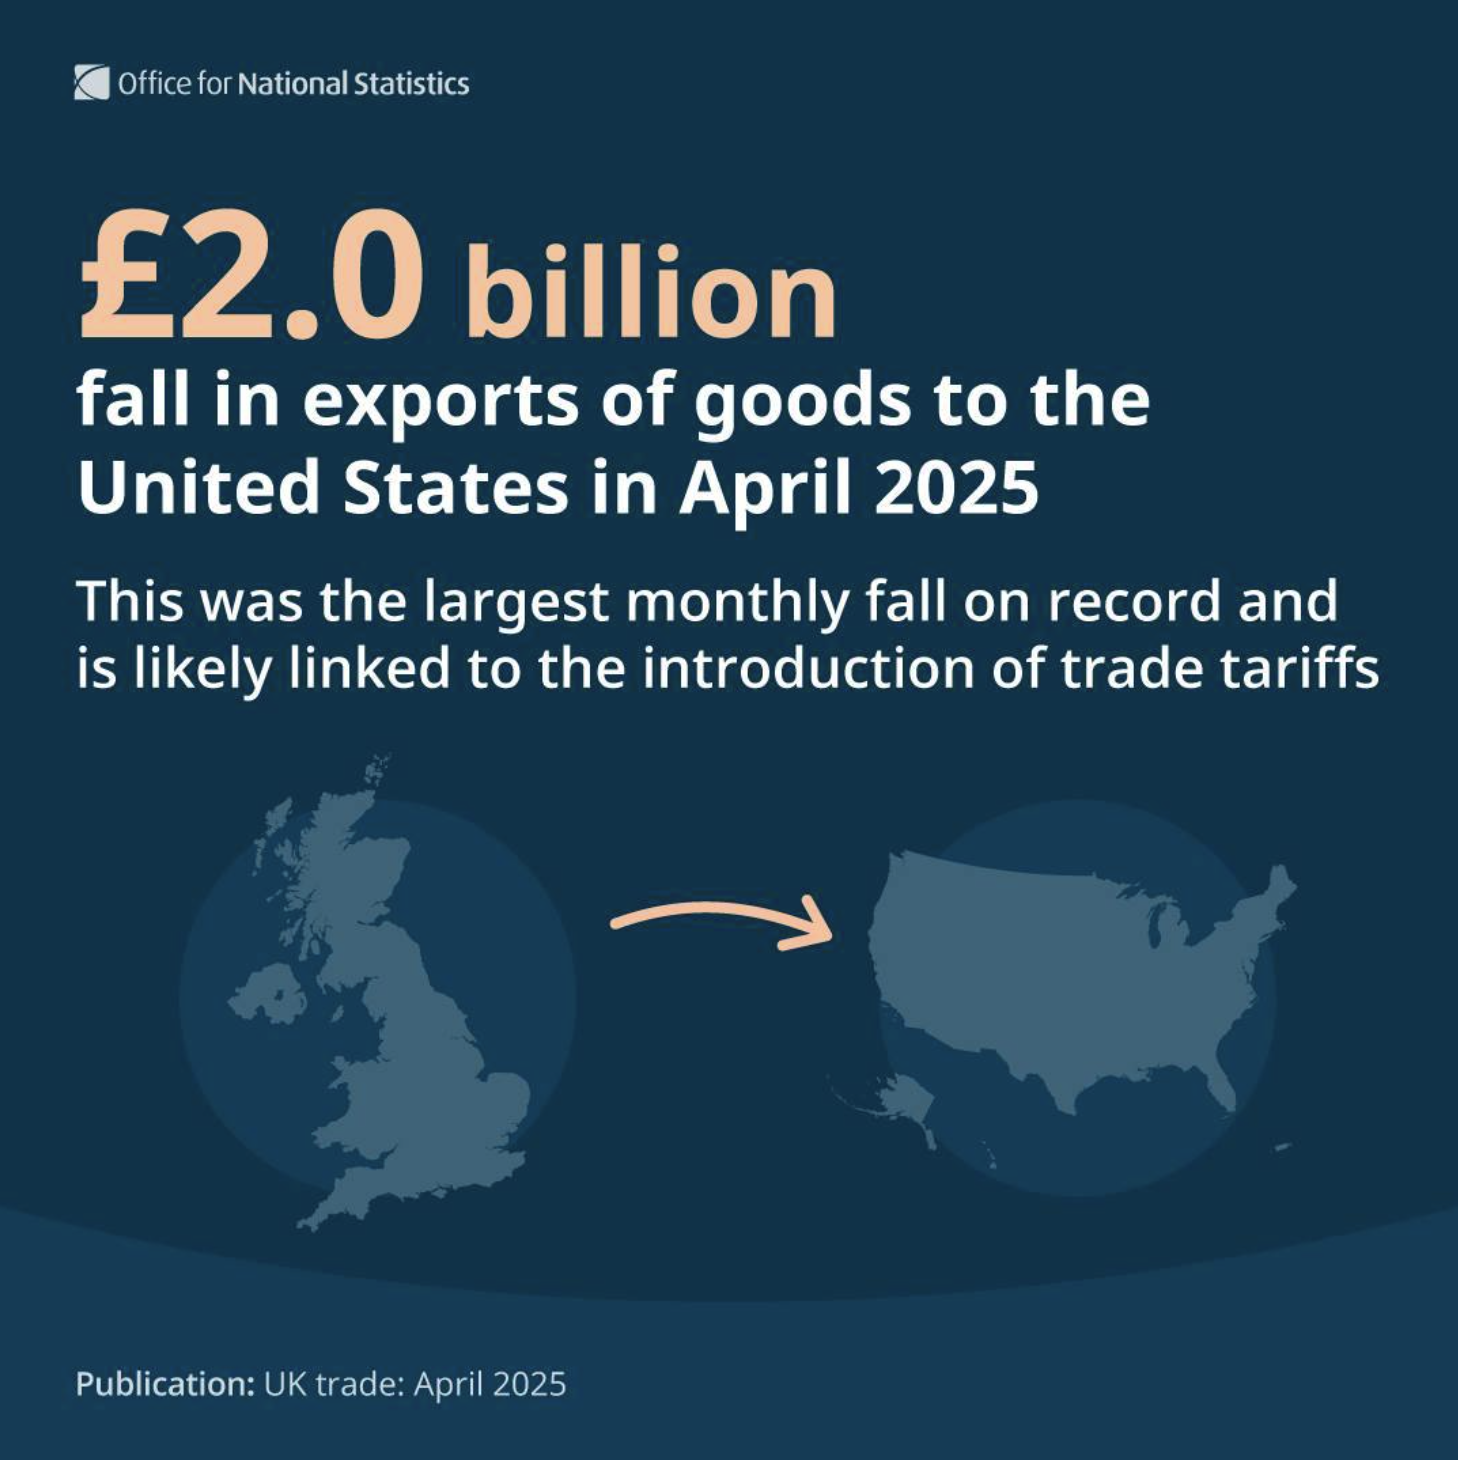 Office for National Statistics
£2.0 billion
fall in exports of goods to the
United States in April 2025
This was the largest monthly fall on record and
is likely linked to the introduction of trade tariffs
Publication: UK trade: April 2025